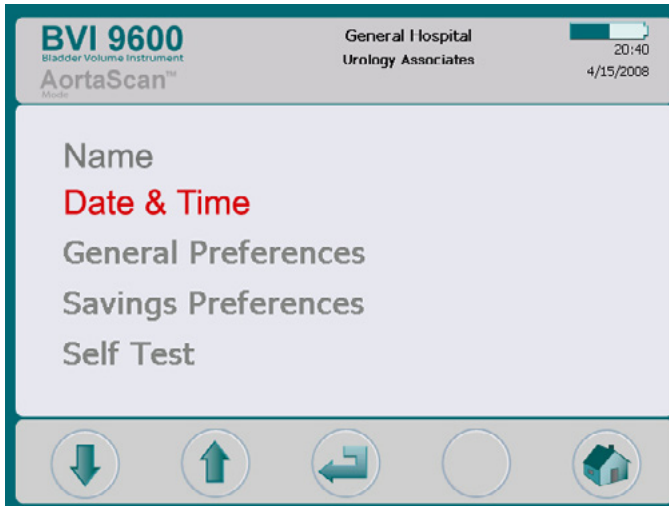 BVI 9600
Bladder Volume Instrument
AortaScan™
Mode
General Hospital
Urology Associates
20:40
4/15/2008
Name
Date & Time
General Preferences
Savings Preferences
Self Test